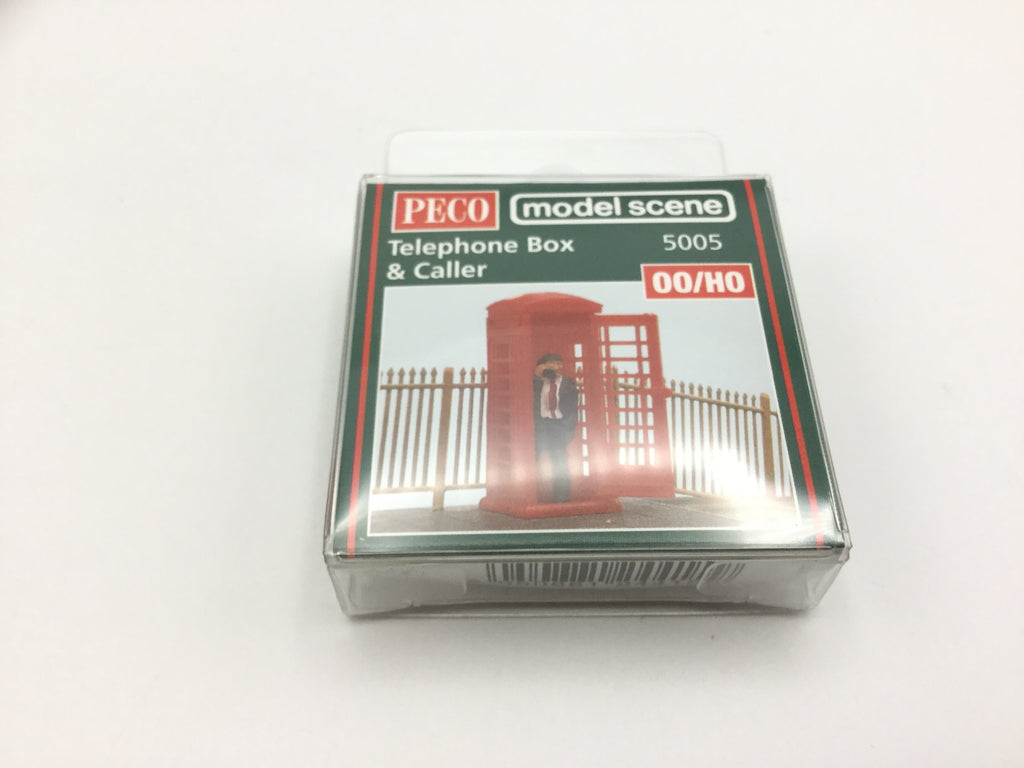 PECO model scene
Telephone Box 5005
& Caller
OO/HO